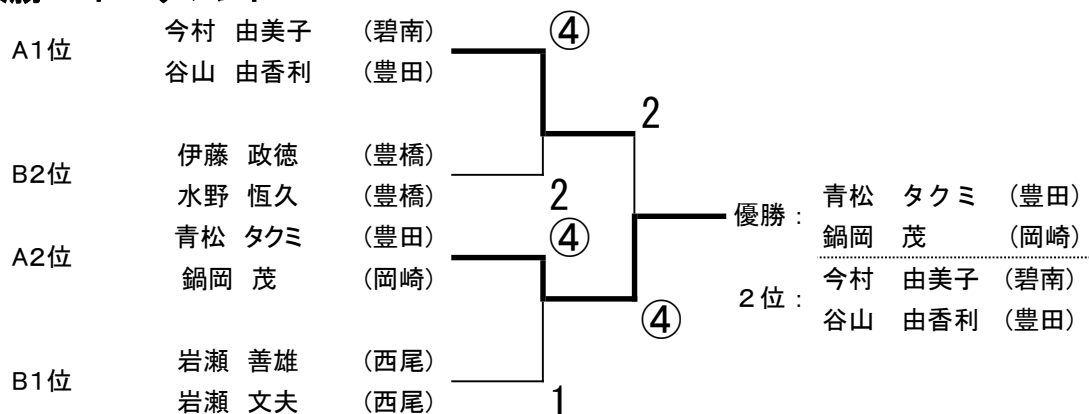 A1位 今村 由美子 (碧南) ④
谷山 由香利 (豊田)
2
B2位 伊藤 政徳 (豊橋)
水野 恆久 (豊橋) 2
A2位 青松 タクミ (豊田) ④
鍋岡 茂 (岡崎)
④
B1位 岩瀬 善雄 (西尾)
岩瀬 文夫 (西尾) 1
優勝： 青松 タクミ (豊田)
鍋岡 茂 (岡崎)
2位： 今村 由美子 (碧南)
谷山 由香利 (豊田)